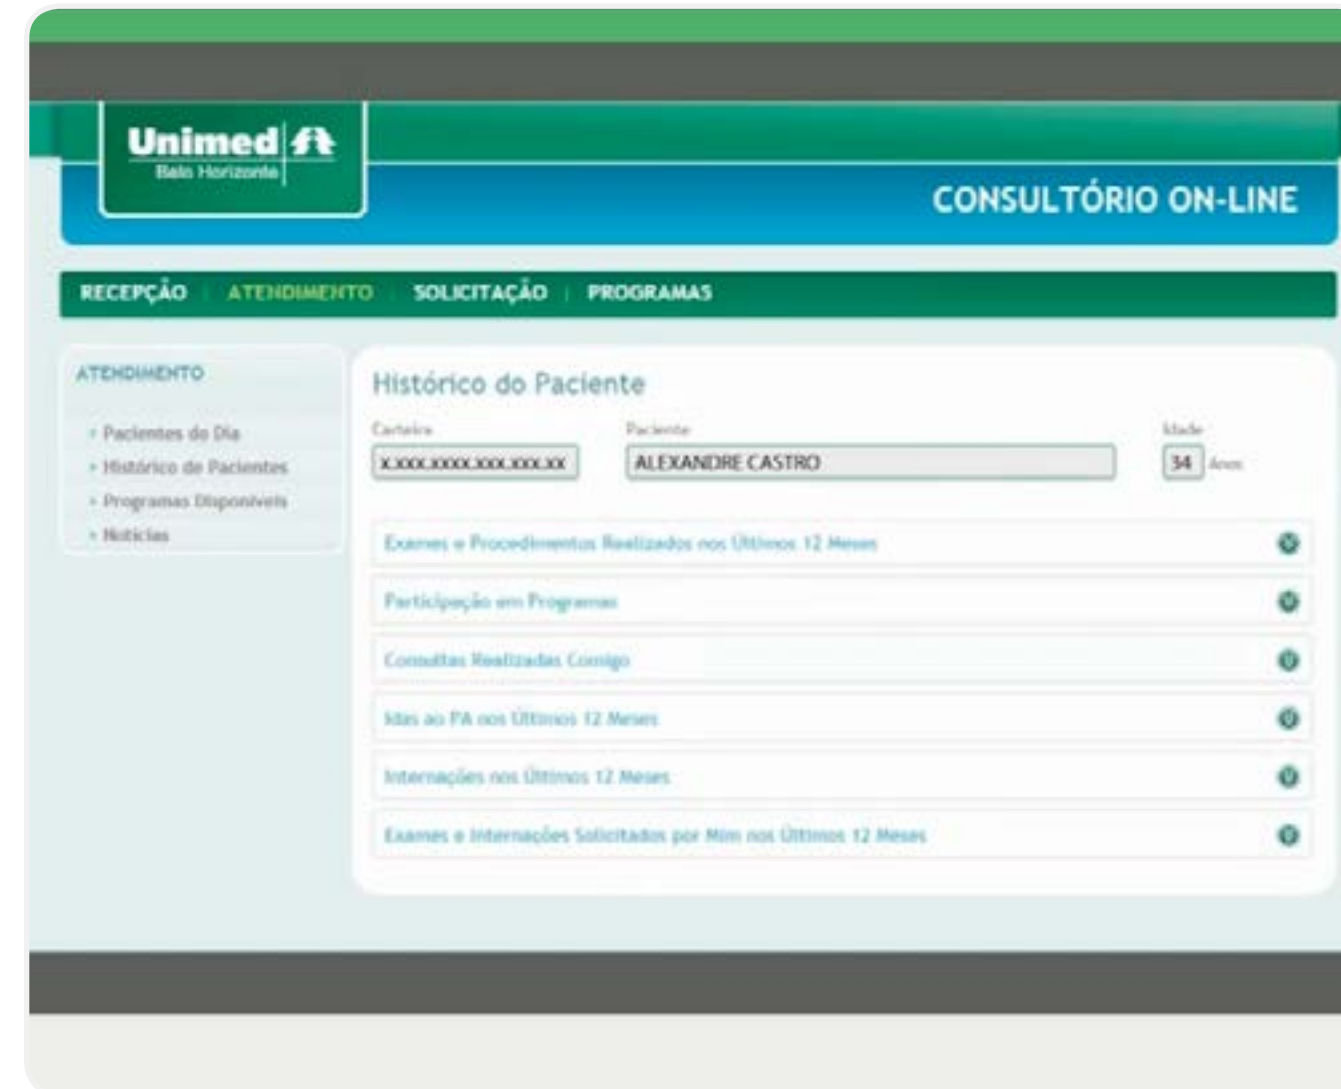 Unimed
Belo Horizonte
CONSULTÓRIO ON-LINE
RECEPÇÃO | ATENDIMENTO | SOLICITAÇÃO | PROGRAMAS
ATENDIMENTO
Pacientes do Dia
Histórico de Pacientes
Programas Disponíveis
Notícias
Histórico do Paciente
Carteira Paciente Idade
X.XXX.XXXX.XXX.XXX.XX ALEXANDRE CASTRO 34 Anos
Exames e Procedimentos Realizados nos Últimos 12 Meses
Participação em Programas
Consultas Realizadas Comigo
Idas ao PA nos Últimos 12 Meses
Internações nos Últimos 12 Meses
Exames e Internações Solicitados por Mim nos Últimos 12 Meses